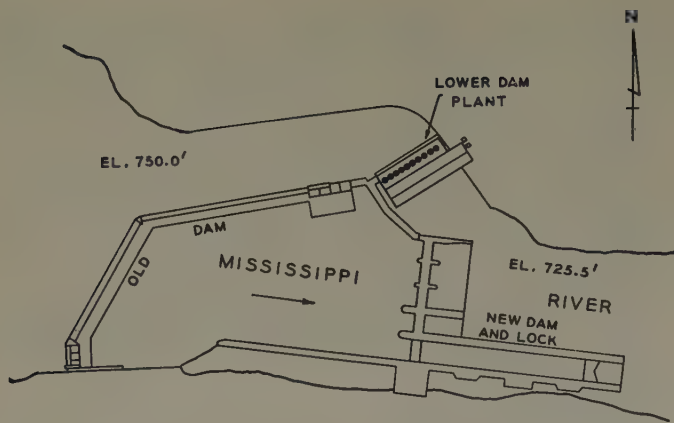 N
LOWER DAM
PLANT
EL. 750.0'
OLD DAM
MISSISSIPPI
EL. 725.5'
RIVER
NEW DAM
AND LOCK